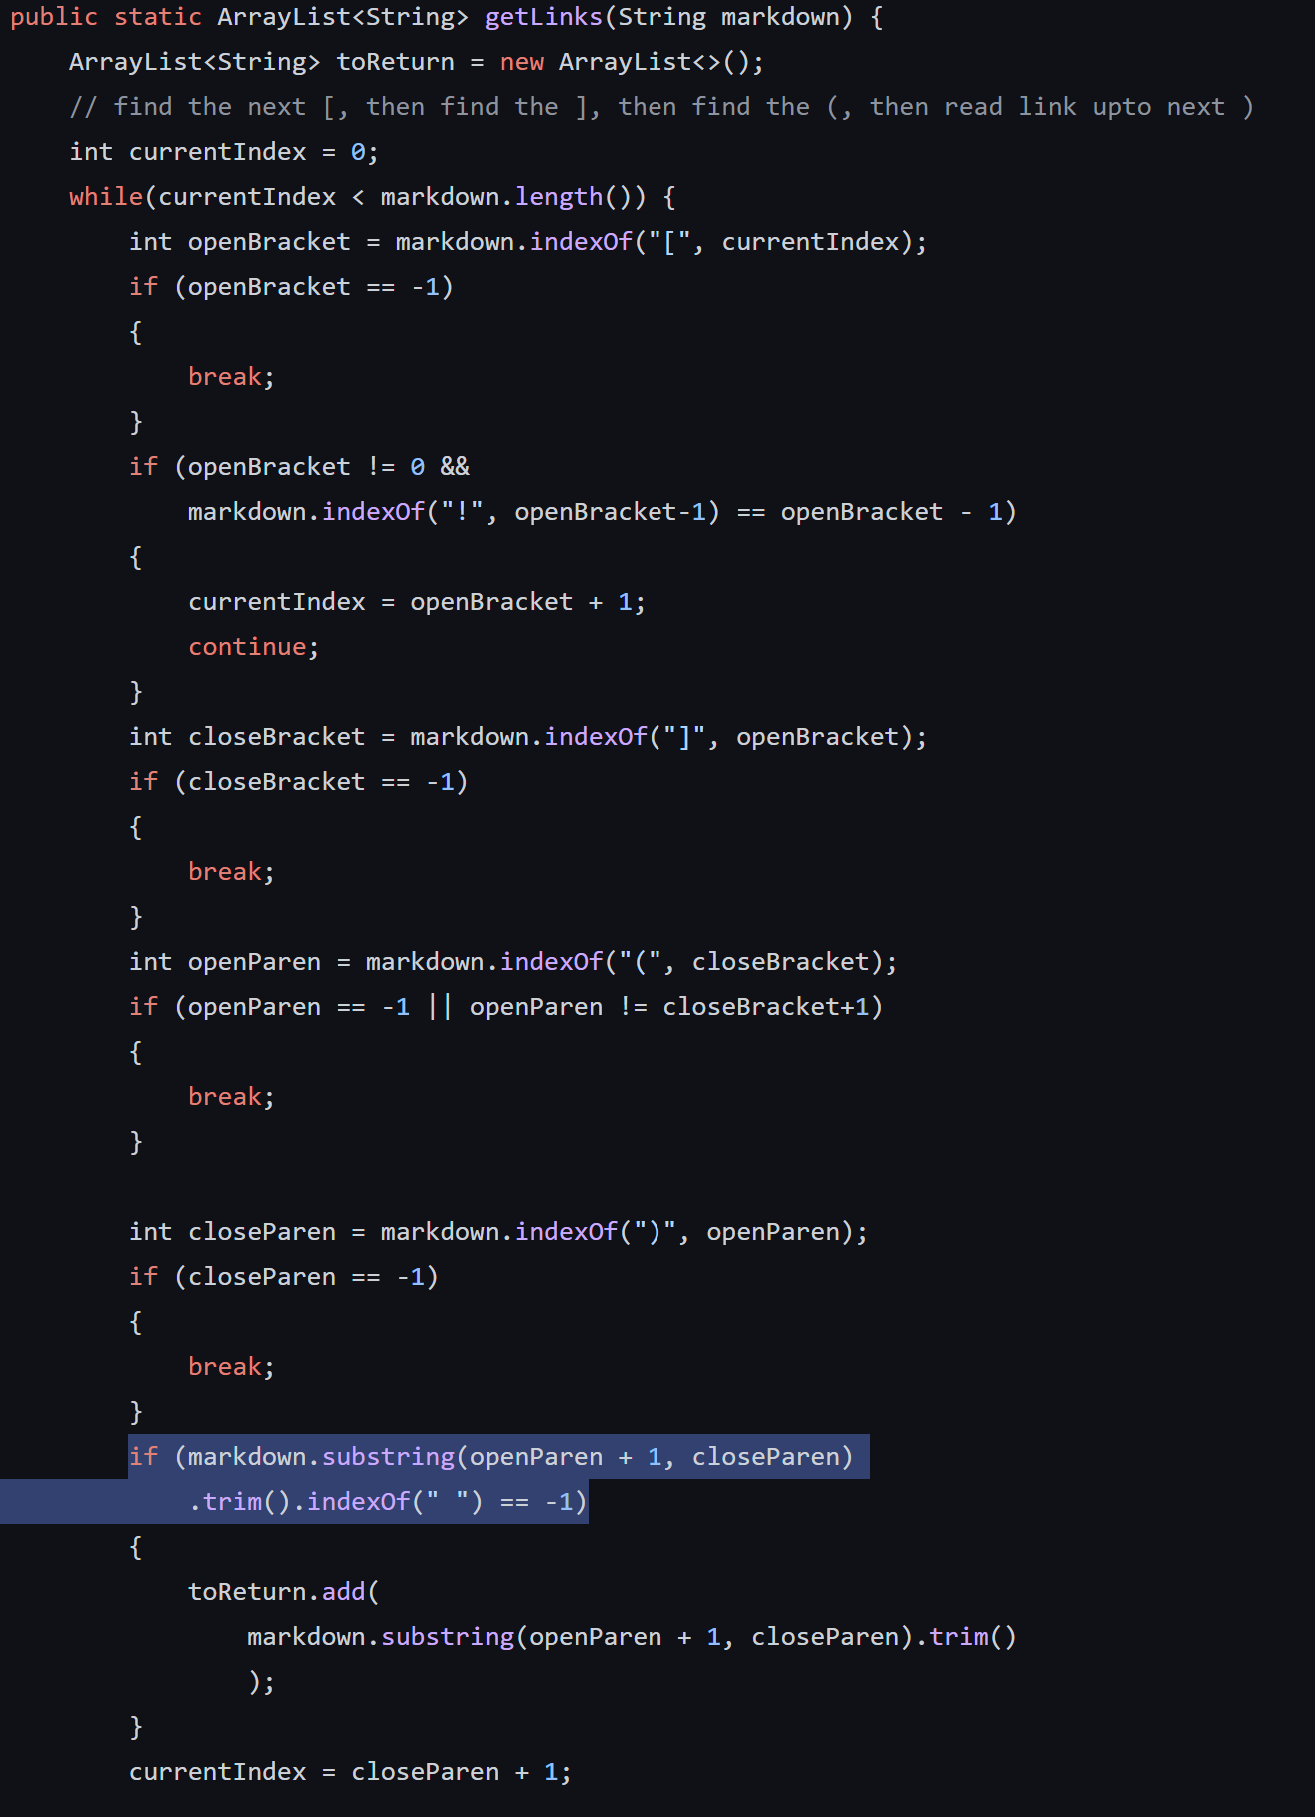 public static ArrayList<String> getLinks(String markdown) {
    ArrayList<String> toReturn = new ArrayList<>();
    // find the next [, then find the ], then find the (, then read link upto next )
    int currentIndex = 0;
    while(currentIndex < markdown.length()) {
        int openBracket = markdown.indexOf("[", currentIndex);
        if (openBracket == -1)
        {
            break;
        }
        if (openBracket != 0 &&
            markdown.indexOf("!", openBracket-1) == openBracket - 1)
        {
            currentIndex = openBracket + 1;
            continue;
        }
        int closeBracket = markdown.indexOf("]", openBracket);
        if (closeBracket == -1)
        {
            break;
        }
        int openParen = markdown.indexOf("(", closeBracket);
        if (openParen == -1 || openParen != closeBracket+1)
        {
            break;
        }

        int closeParen = markdown.indexOf(")", openParen);
        if (closeParen == -1)
        {
            break;
        }
        if (markdown.substring(openParen + 1, closeParen)
            .trim().indexOf(" ") == -1)
        {
            toReturn.add(
                markdown.substring(openParen + 1, closeParen).trim()
                );
        }
        currentIndex = closeParen + 1;